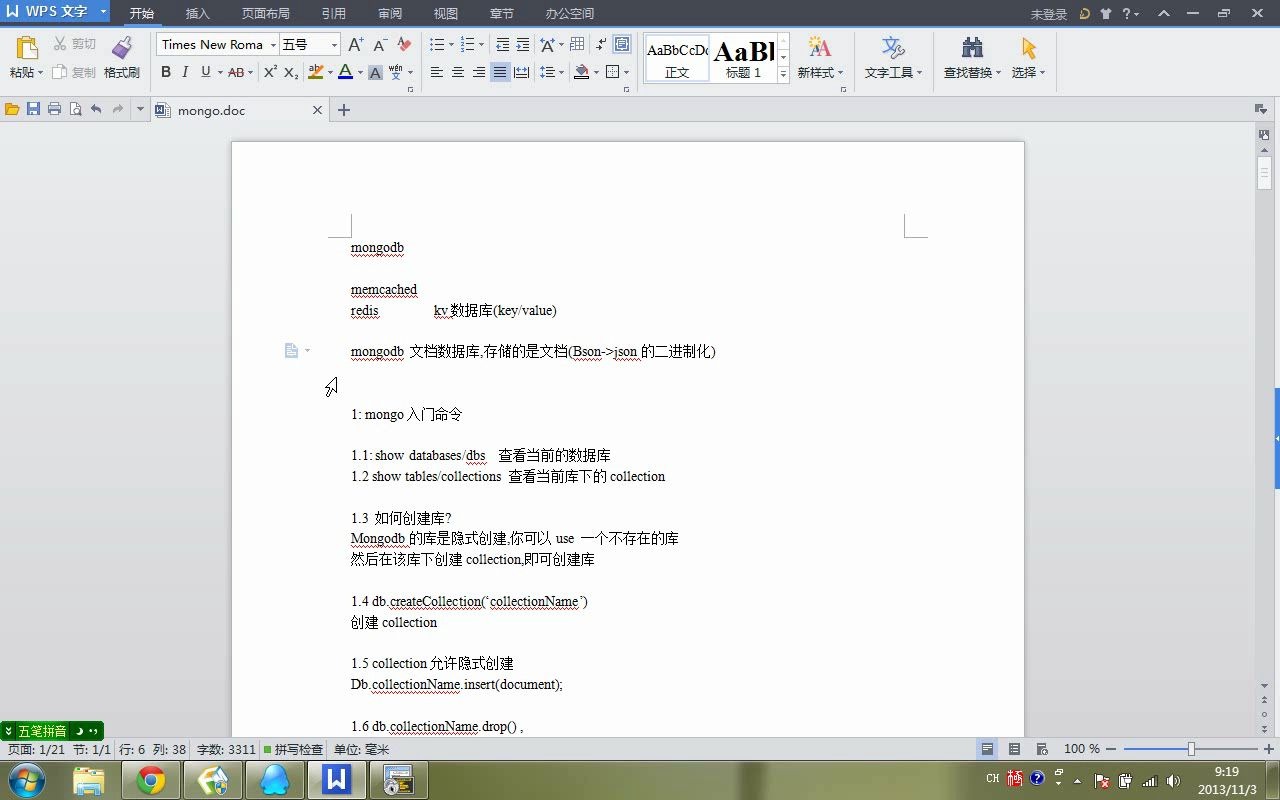 WPS 文字 开始 插入 页面布局 引用 审阅 视图 章节 办公空间 未登录
剪切 Times New Roma 五号 AaBbCcDc AaBl
粘贴 复制 格式刷 B I U AB X² X₂ 正文 标题 1 新样式 文字工具 查找替换 选择
mongo.doc
mongodb
memcached
redis kv数据库(key/value)
mongodb 文档数据库,存储的是文档(Bson->json 的二进制化)
1: mongo 入门命令
1.1: show databases/dbs 查看当前的数据库
1.2 show tables/collections 查看当前库下的 collection
1.3 如何创建库?
Mongodb 的库是隐式创建,你可以 use 一个不存在的库
然后在该库下创建 collection,即可创建库
1.4 db.createCollection(‘collectionName’)
创建 collection
1.5 collection 允许隐式创建
Db.collectionName.insert(document);
1.6 db.collectionName.drop() ,
五笔拼音
页面: 1/21 节: 1/1 行: 6 列: 38 字数: 3311 拼写检查 单位: 毫米 100 %
CH 9:19
2013/11/3